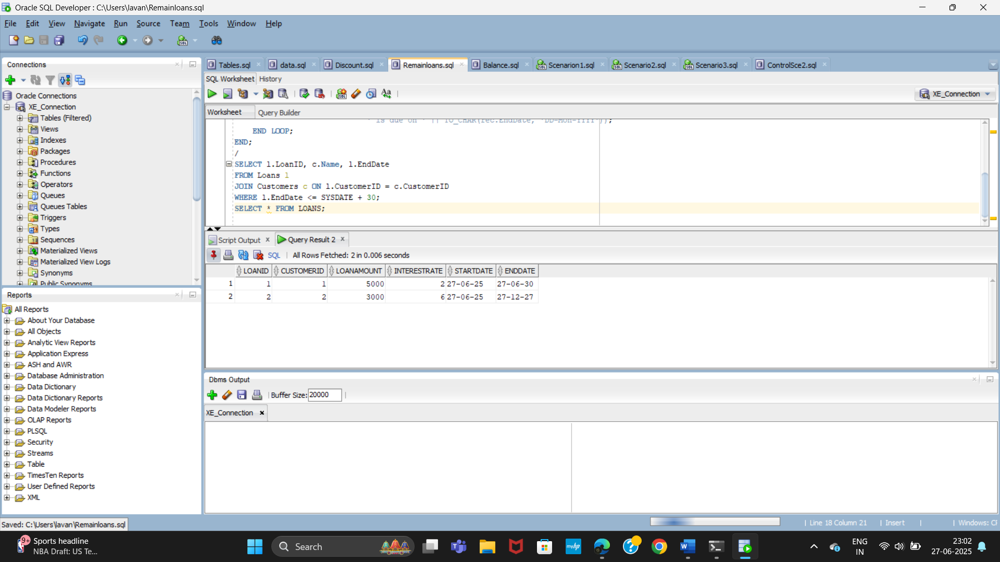 Oracle SQL Developer : C:\Users\lavan\Remainloans.sql
File Edit View Navigate Run Source Team Tools Window Help
Connections
Oracle Connections
XE_Connection
Tables (Filtered)
Views
Indexes
Packages
Procedures
Functions
Operators
Queues
Queues Tables
Triggers
Types
Sequences
Materialized Views
Materialized View Logs
Synonyms
Public Synonyms
Reports
All Reports
About Your Database
All Objects
Analytic View Reports
Application Express
ASH and AWR
Database Administration
Data Dictionary
Data Dictionary Reports
Data Modeler Reports
OLAP Reports
PLSQL
Security
Streams
Table
TimesTen Reports
User Defined Reports
XML
Tables.sql data.sql Discount.sql Remainloans.sql Balance.sql Scenarion1.sql Scenario2.sql Scenario3.sql ControlSce2.sql
SQL Worksheet History
XE_Connection
Worksheet Query Builder
' is due on ' || TO_CHAR(rec.EndDate, 'DD-Mon-YYYY'));
END LOOP;
END;
/
SELECT l.LoanID, c.Name, l.EndDate
FROM Loans l
JOIN Customers c ON l.CustomerID = c.CustomerID
WHERE l.EndDate <= SYSDATE + 30;
SELECT * FROM LOANS;
Script Output Query Result 2
SQL All Rows Fetched: 2 in 0.006 seconds
LOANID CUSTOMERID LOANAMOUNT INTERESTRATE STARTDATE ENDDATE
1 1 1 5000 2 27-06-25 27-06-30
2 2 2 3000 6 27-06-25 27-12-27
Dbms Output
Buffer Size: 20000
XE_Connection
Saved: C:\Users\lavan\Remainloans.sql
Line 18 Column 21 Insert Windows: CR
9+ Sports headline
NBA Draft: US Te...
Search
myhp
ENG
IN
23:02
27-06-2025